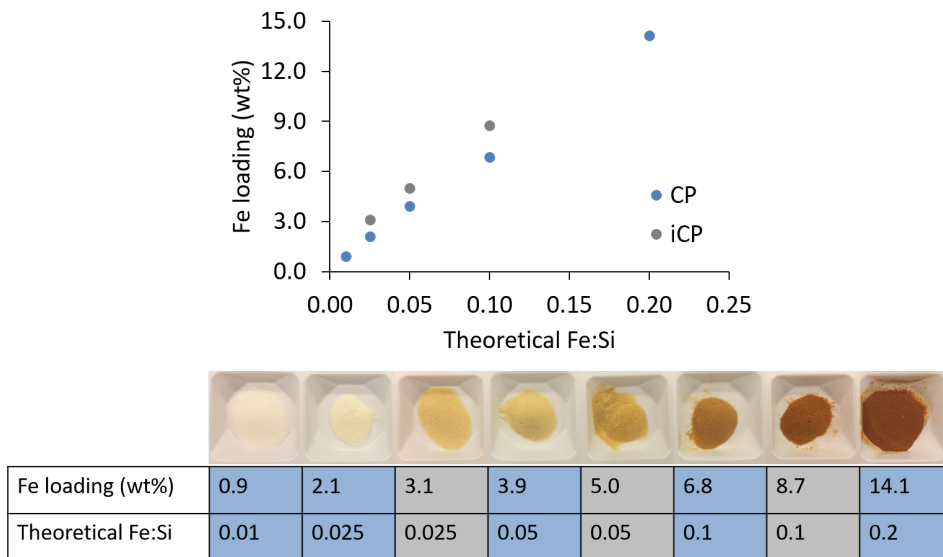 15.0
12.0
9.0
6.0
3.0
0.0
Fe loading (wt%)
CP
iCP
0.00 0.05 0.10 0.15 0.20 0.25
Theoretical Fe:Si
Fe loading (wt%) 0.9 2.1 3.1 3.9 5.0 6.8 8.7 14.1
Theoretical Fe:Si 0.01 0.025 0.025 0.05 0.05 0.1 0.1 0.2